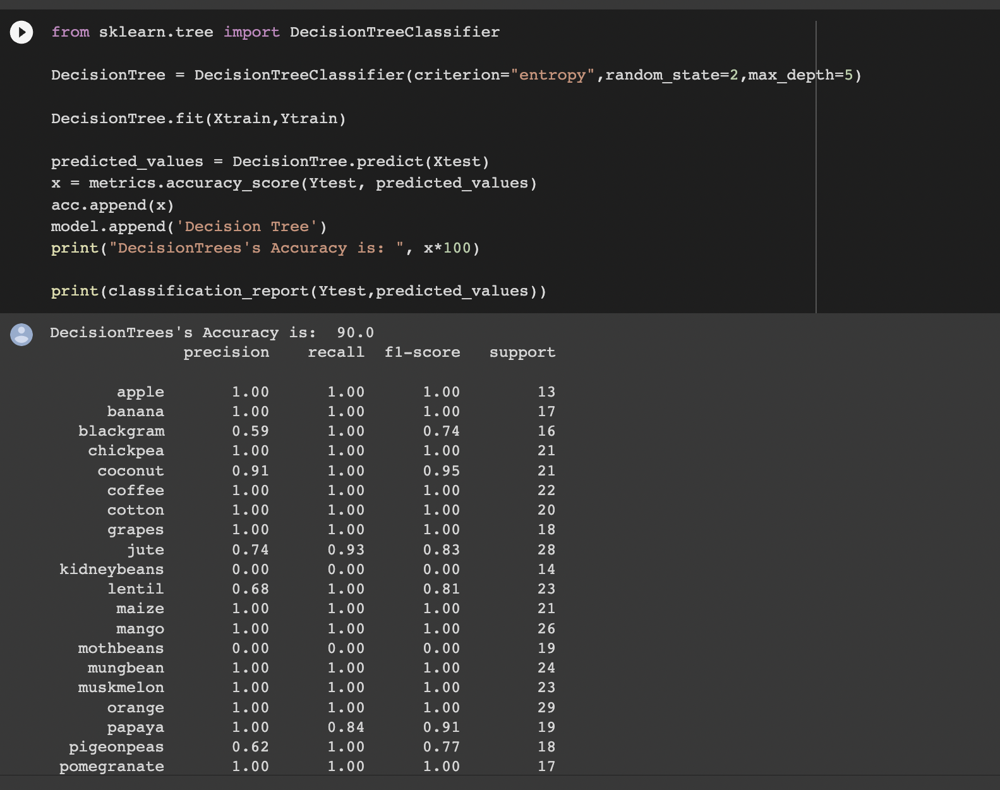 from sklearn.tree import DecisionTreeClassifier
DecisionTree = DecisionTreeClassifier(criterion="entropy",random_state=2,max_depth=5)
DecisionTree.fit(Xtrain,Ytrain)
predicted_values = DecisionTree.predict(Xtest)
x = metrics.accuracy_score(Ytest, predicted_values)
acc.append(x)
model.append('Decision Tree')
print("DecisionTrees's Accuracy is: ", x*100)
print(classification_report(Ytest,predicted_values))
DecisionTrees's Accuracy is:  90.0
precision recall f1-score support
apple 1.00 1.00 1.00 13
banana 1.00 1.00 1.00 17
blackgram 0.59 1.00 0.74 16
chickpea 1.00 1.00 1.00 21
coconut 0.91 1.00 0.95 21
coffee 1.00 1.00 1.00 22
cotton 1.00 1.00 1.00 20
grapes 1.00 1.00 1.00 18
jute 0.74 0.93 0.83 28
kidneybeans 0.00 0.00 0.00 14
lentil 0.68 1.00 0.81 23
maize 1.00 1.00 1.00 21
mango 1.00 1.00 1.00 26
mothbeans 0.00 0.00 0.00 19
mungbean 1.00 1.00 1.00 24
muskmelon 1.00 1.00 1.00 23
orange 1.00 1.00 1.00 29
papaya 1.00 0.84 0.91 19
pigeonpeas 0.62 1.00 0.77 18
pomegranate 1.00 1.00 1.00 17